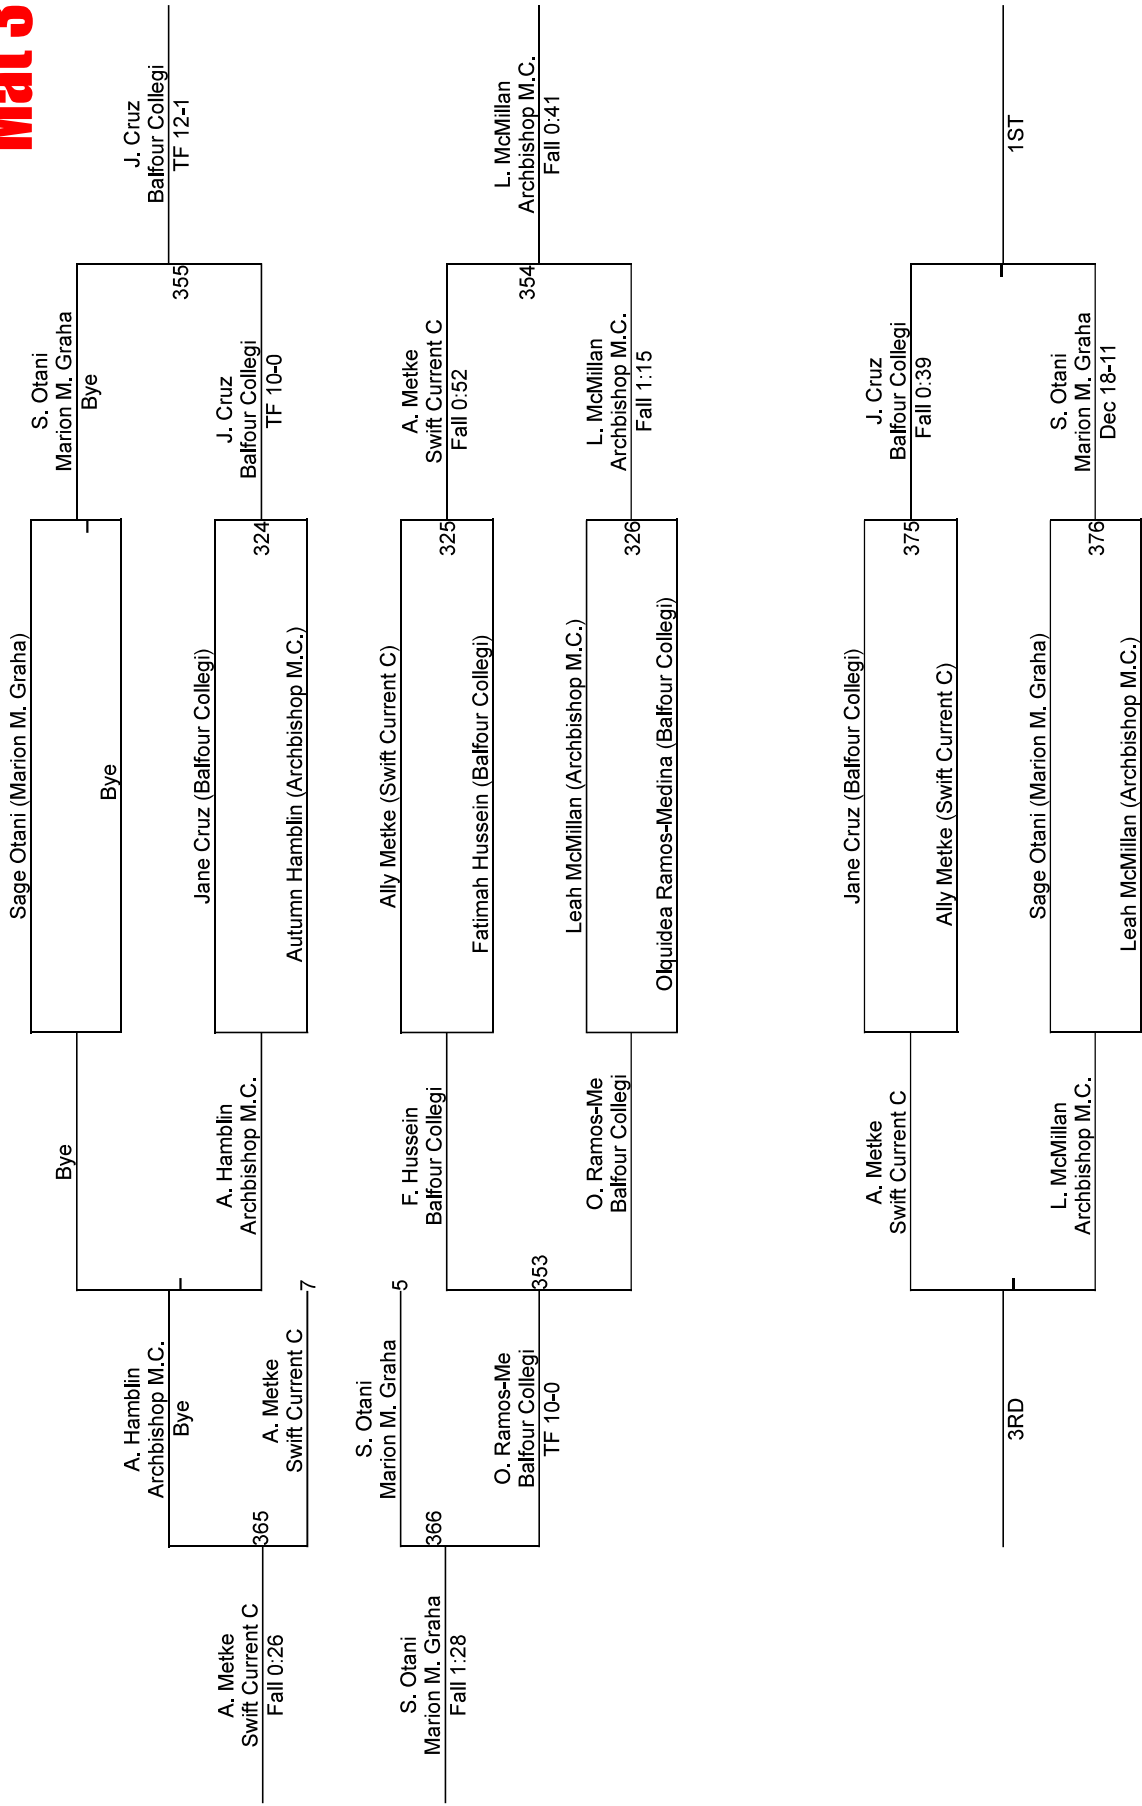 Mat 3
Sage Otani (Marion M. Graha)
Bye
S. Otani
Marion M. Graha
Bye
Bye
Jane Cruz (Balfour Collegi)
324
Autumn Hamblin (Archbishop M.C.)
J. Cruz
Balfour Collegi
TF 10-0
355
J. Cruz
Balfour Collegi
TF 12-1
A. Hamblin
Archbishop M.C.
A. Hamblin
Archbishop M.C.
Bye
A. Metke
Swift Current C
7
365
A. Metke
Swift Current C
Fall 0:26
Ally Metke (Swift Current C)
325
Fatimah Hussein (Balfour Collegi)
A. Metke
Swift Current C
Fall 0:52
F. Hussein
Balfour Collegi
Leah McMillan (Archbishop M.C.)
326
Olquidea Ramos-Medina (Balfour Collegi)
L. McMillan
Archbishop M.C.
Fall 1:15
354
L. McMillan
Archbishop M.C.
Fall 0:41
O. Ramos-Me
Balfour Collegi
353
S. Otani
Marion M. Graha
5
O. Ramos-Me
Balfour Collegi
TF 10-0
366
S. Otani
Marion M. Graha
Fall 1:28
Jane Cruz (Balfour Collegi)
375
Ally Metke (Swift Current C)
J. Cruz
Balfour Collegi
Fall 0:39
A. Metke
Swift Current C
Sage Otani (Marion M. Graha)
376
Leah McMillan (Archbishop M.C.)
S. Otani
Marion M. Graha
Dec 18-11
L. McMillan
Archbishop M.C.
1ST
3RD